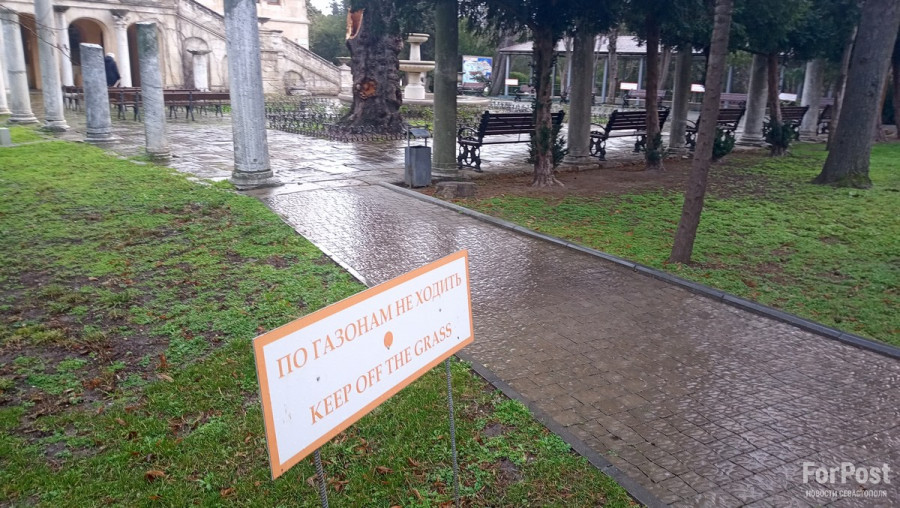 ПО ГАЗОНАМ НЕ ХОДИТЬ
KEEP OFF THE GRASS
ForPost
НОВОСТИ СЕВАСТОПОЛЯ